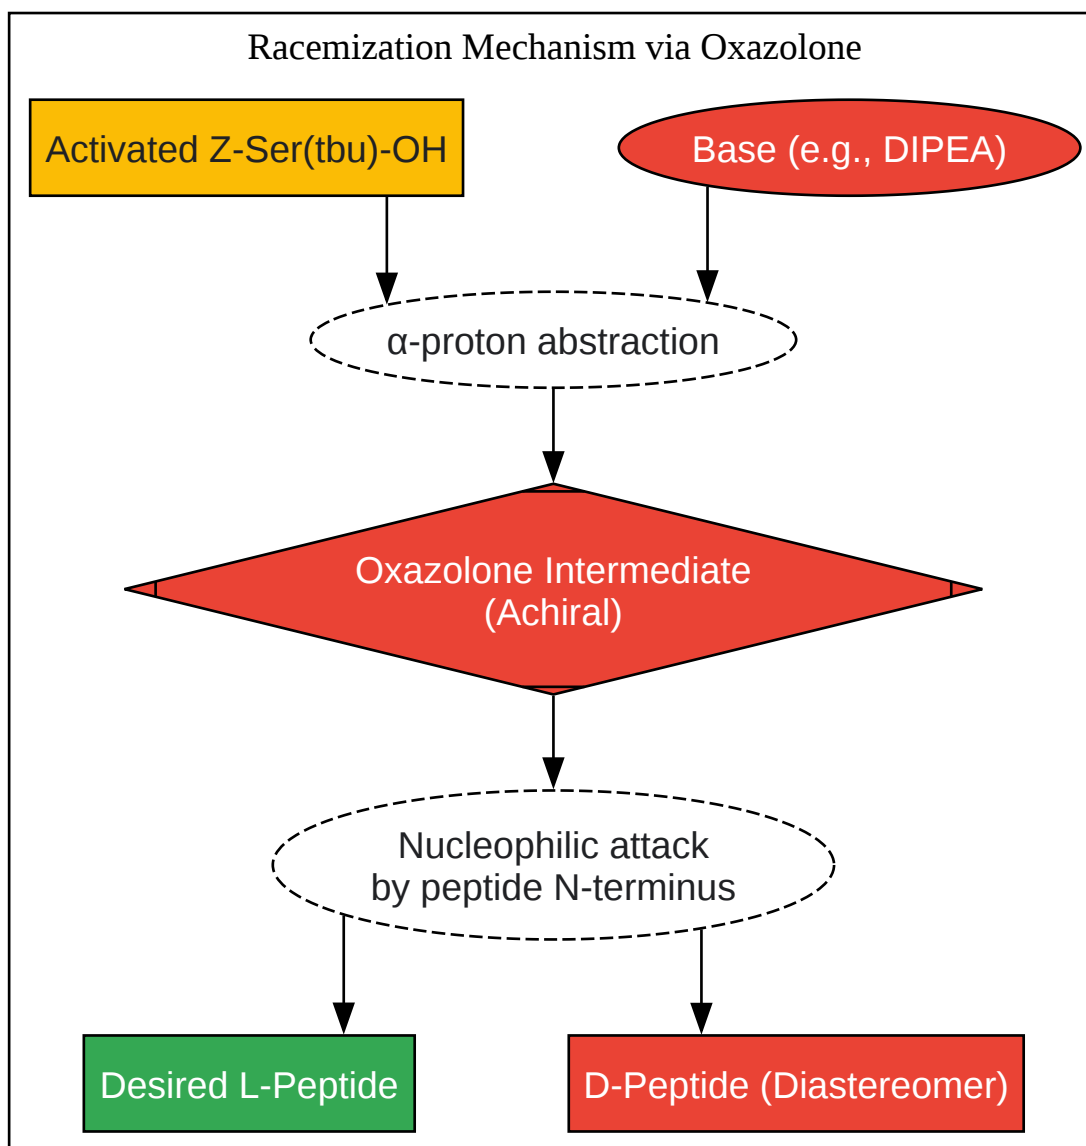 Racemization Mechanism via Oxazolone
Activated Z-Ser(tbu)-OH
Base (e.g., DIPEA)
α-proton abstraction
Oxazolone Intermediate
(Achiral)
Nucleophilic attack
by peptide N-terminus
Desired L-Peptide
D-Peptide (Diastereomer)